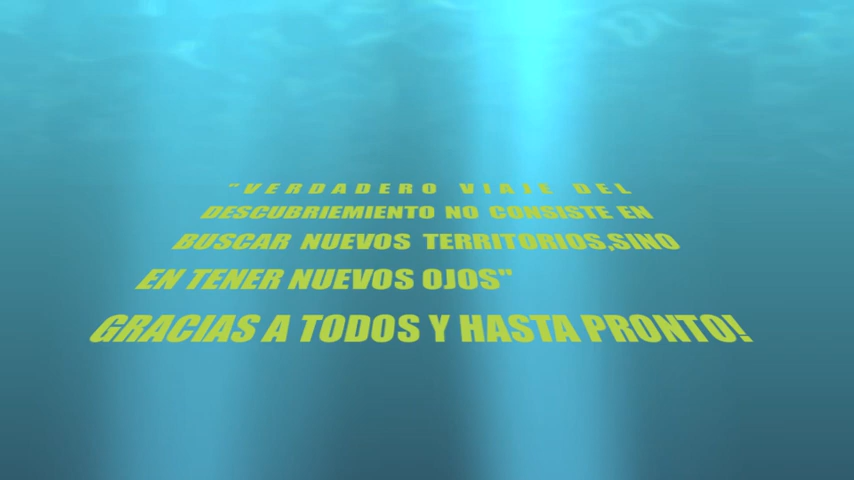 "VERDADERO VIAJE DEL
DESCUBRIEMIENTO NO CONSISTE EN
BUSCAR NUEVOS TERRITORIOS,SINO
EN TENER NUEVOS OJOS"
GRACIAS A TODOS Y HASTA PRONTO!